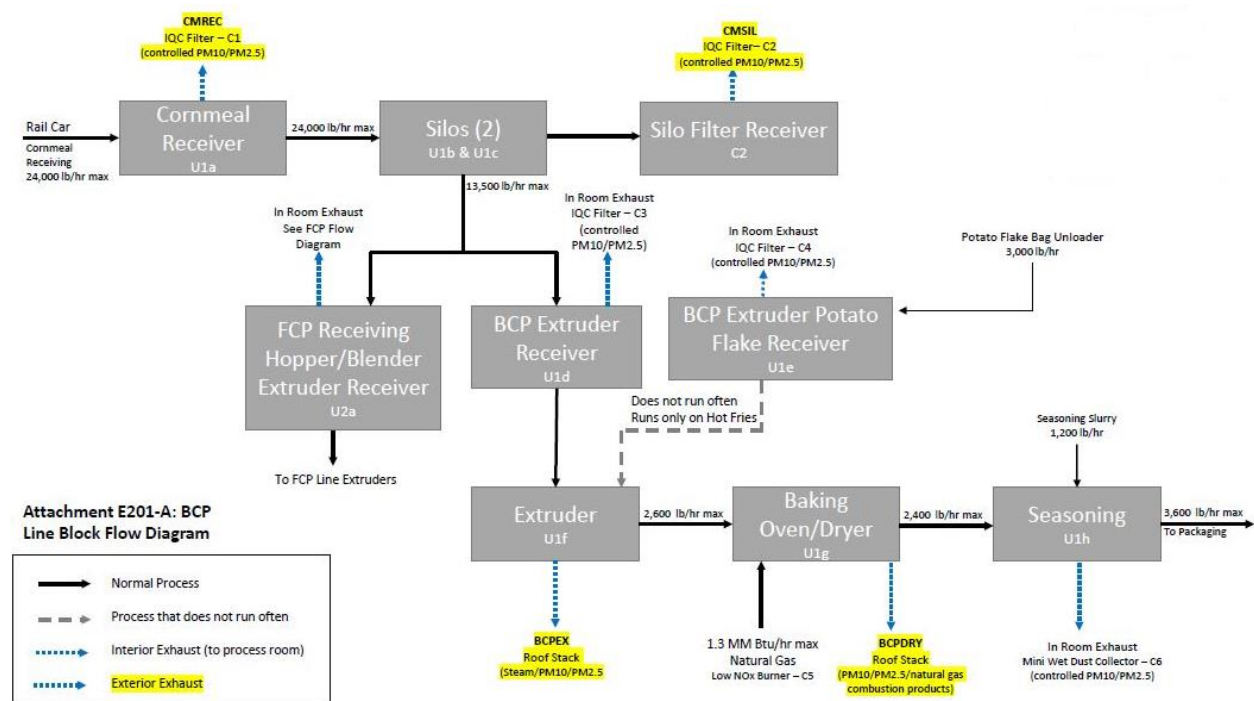 CMREC
IQC Filter – C1
(controlled PM10/PM2.5)
CMSIL
IQC Filter– C2
(controlled PM10/PM2.5)
Rail Car
Cornmeal
Receiving
24,000 lb/hr max
Cornmeal
Receiver
U1a
24,000 lb/hr max
Silos (2)
U1b & U1c
Silo Filter Receiver
C2
13,500 lb/hr max
In Room Exhaust
See FCP Flow
Diagram
In Room Exhaust
IQC Filter – C3
(controlled
PM10/PM2.5)
In Room Exhaust
IQC Filter – C4
(controlled PM10/PM2.5)
Potato Flake Bag Unloader
3,000 lb/hr
FCP Receiving
Hopper/Blender
Extruder Receiver
U2a
BCP Extruder
Receiver
U1d
BCP Extruder Potato
Flake Receiver
U1e
Does not run often
Runs only on Hot Fries
Seasoning Slurry
1,200 lb/hr
To FCP Line Extruders
Extruder
U1f
2,600 lb/hr max
Baking
Oven/Dryer
U1g
2,400 lb/hr max
Seasoning
U1h
3,600 lb/hr max
To Packaging
BCPEX
Roof Stack
(Steam/PM10/PM2.5
1.3 MM Btu/hr max
Natural Gas
Low NOx Burner – C5
BCPDRY
Roof Stack
(PM10/PM2.5/natural gas
combustion products)
In Room Exhaust
Mini Wet Dust Collector – C6
(controlled PM10/PM2.5)
Attachment E201-A: BCP
Line Block Flow Diagram
Normal Process
Process that does not run often
Interior Exhaust (to process room)
Exterior Exhaust